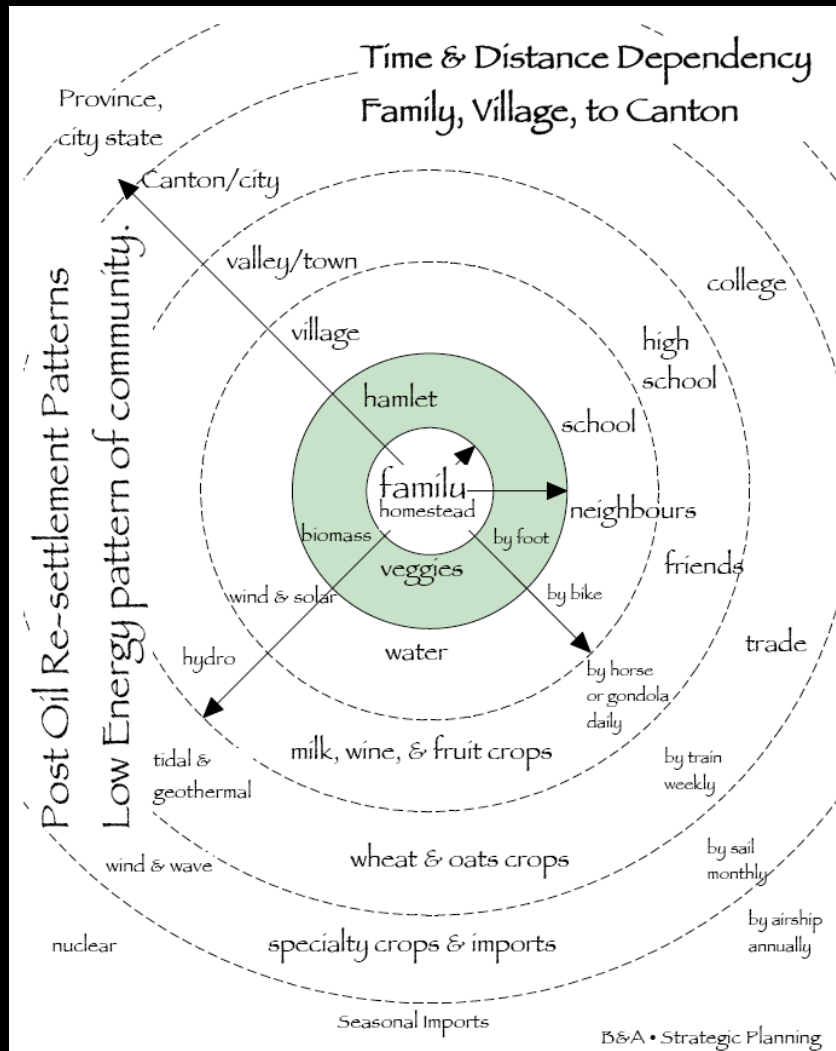 Time & Distance Dependency
Family, Village, to Canton
Province,
city state
Canton/city
valley/town
village
hamlet
family
homestead
Post Oil Re-settlement Patterns
Low Energy pattern of community.
college
high
school
school
neighbours
friends
trade
biomass
by foot
veggies
wind & solar
by bike
hydro
water
by horse
or gondola
daily
milk, wine, & fruit crops
tidal &
geothermal
by train
weekly
wheat & oats crops
wind & wave
by sail
monthly
nuclear
specialty crops & imports
by airship
annually
Seasonal Imports
B&A • Strategic Planning